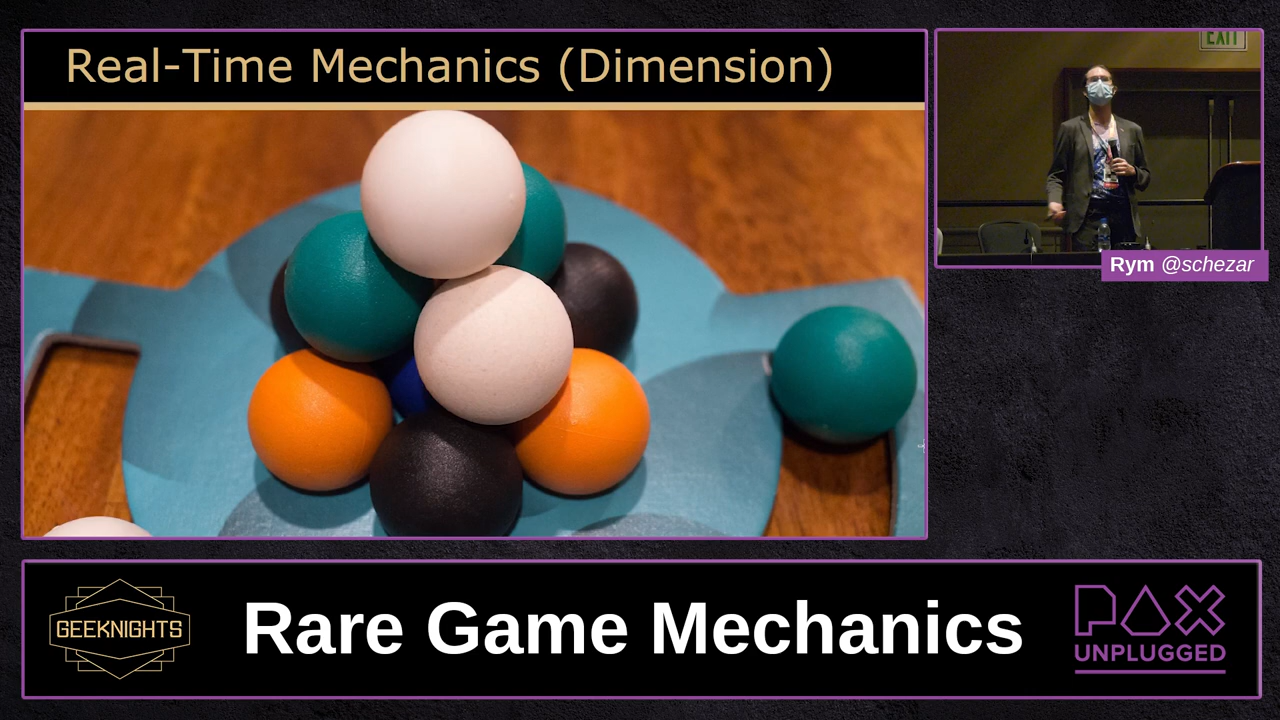 Real-Time Mechanics (Dimension)
EXIT
Rym @schezar
GEEKNIGHTS
Rare Game Mechanics
PAX
UNPLUGGED